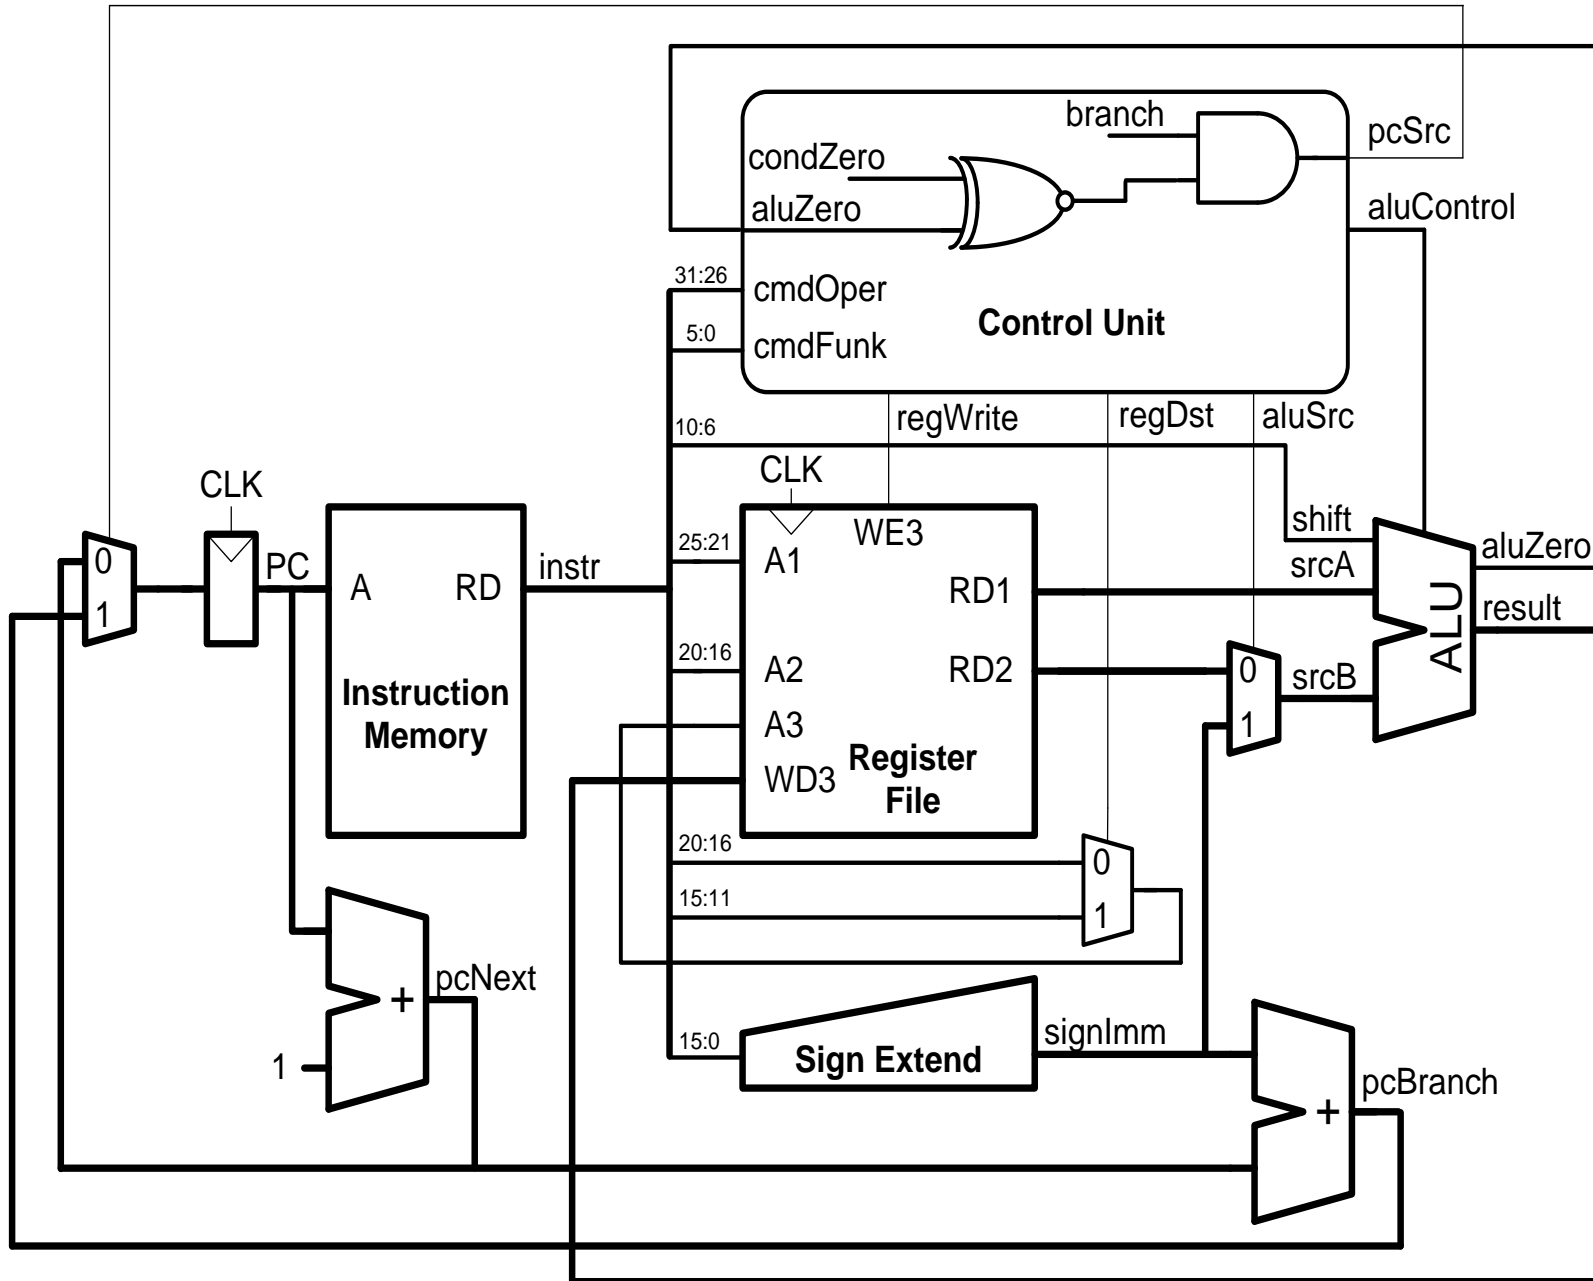 branch
pcSrc
condZero
aluZero
aluControl
31:26
cmdOper
Control Unit
5:0
cmdFunk
regWrite
regDst
aluSrc
10:6
CLK
CLK
WE3
shift
25:21
A1
srcA
aluZero
0
PC
A
RD
instr
RD1
1
result
ALU
20:16
A2
RD2
0
srcB
Instruction
Memory
A3
1
WD3
Register
File
20:16
0
15:11
1
pcNext
+
1
15:0
Sign Extend
signImm
pcBranch
+